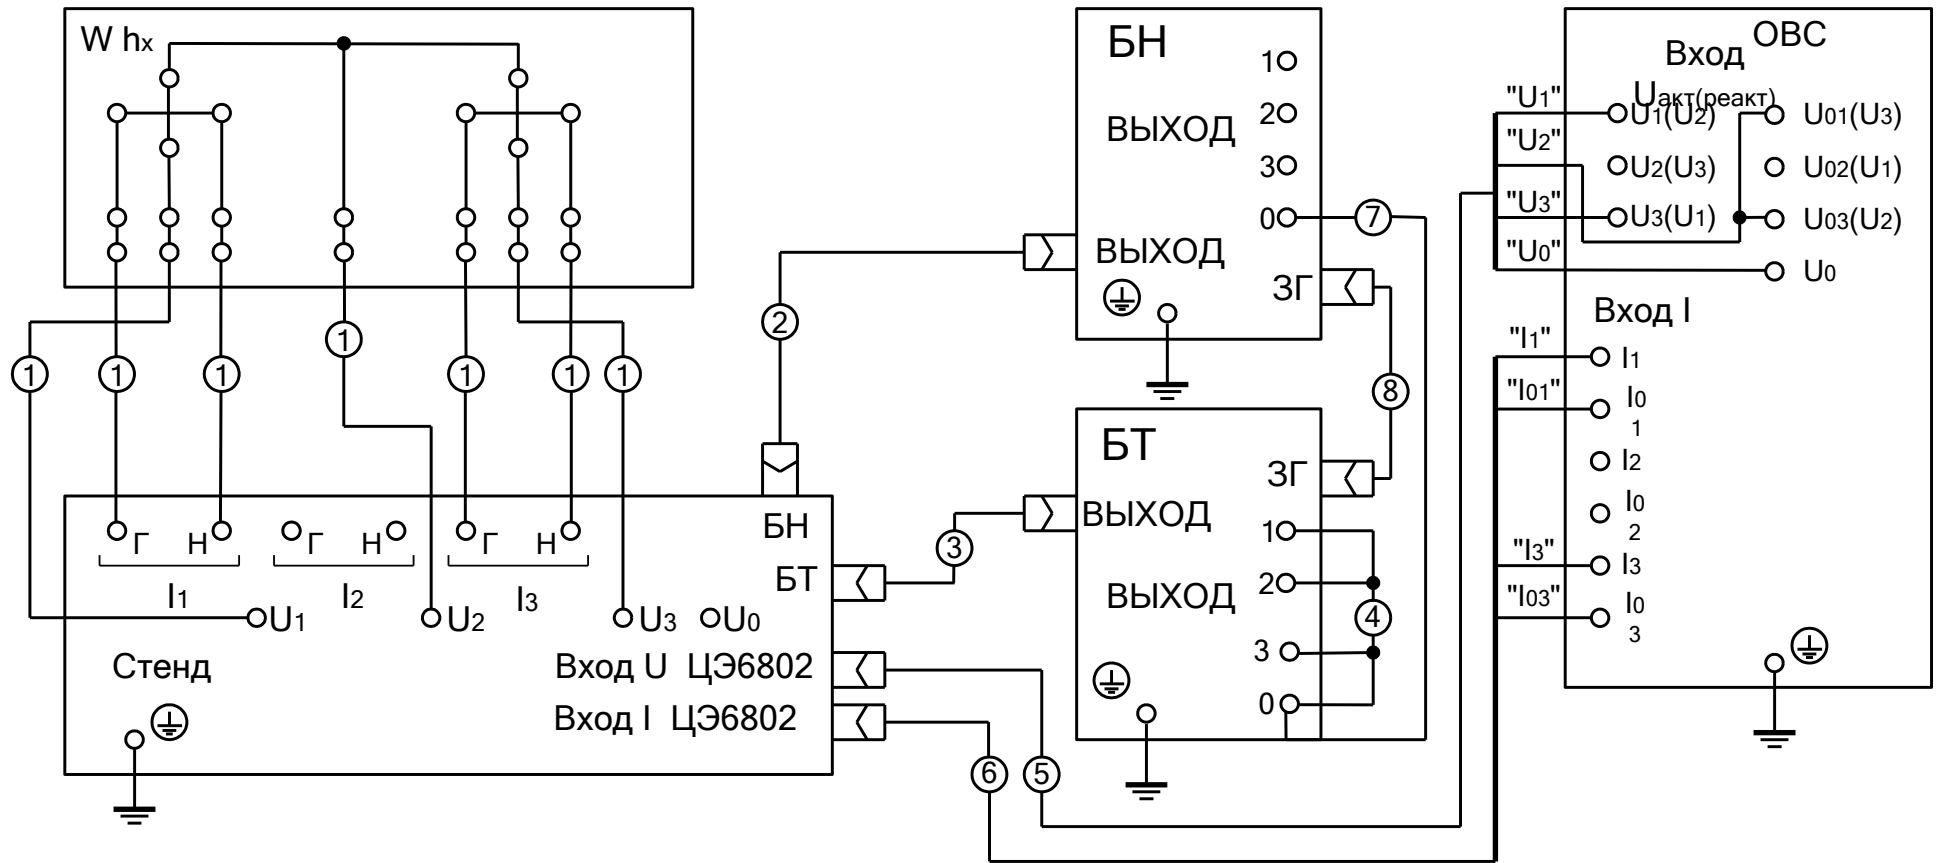 W hx
1
1
1
1
1
1
1
2
БН
1
2
ВЫХОД
3
0
7
ВЫХОД
ЗГ
8
БТ
ЗГ
ВЫХОД
1
2
ВЫХОД
4
3
0
3
БН
БТ
Г Н
Г Н
Г Н
I1
I2
I3
U1
U2
U3
U0
Стенд
Вход U ЦЭ6802
Вход I ЦЭ6802
6
5
ОВС
Вход
Uакт(реакт)
"U1"
U1(U2)
U01(U3)
"U2"
U2(U3)
U02(U1)
"U3"
U3(U1)
U03(U2)
"U0"
U0
Вход I
"I1"
I1
"I01"
I0
1
I2
I0
2
"I3"
I3
"I03"
I0
3